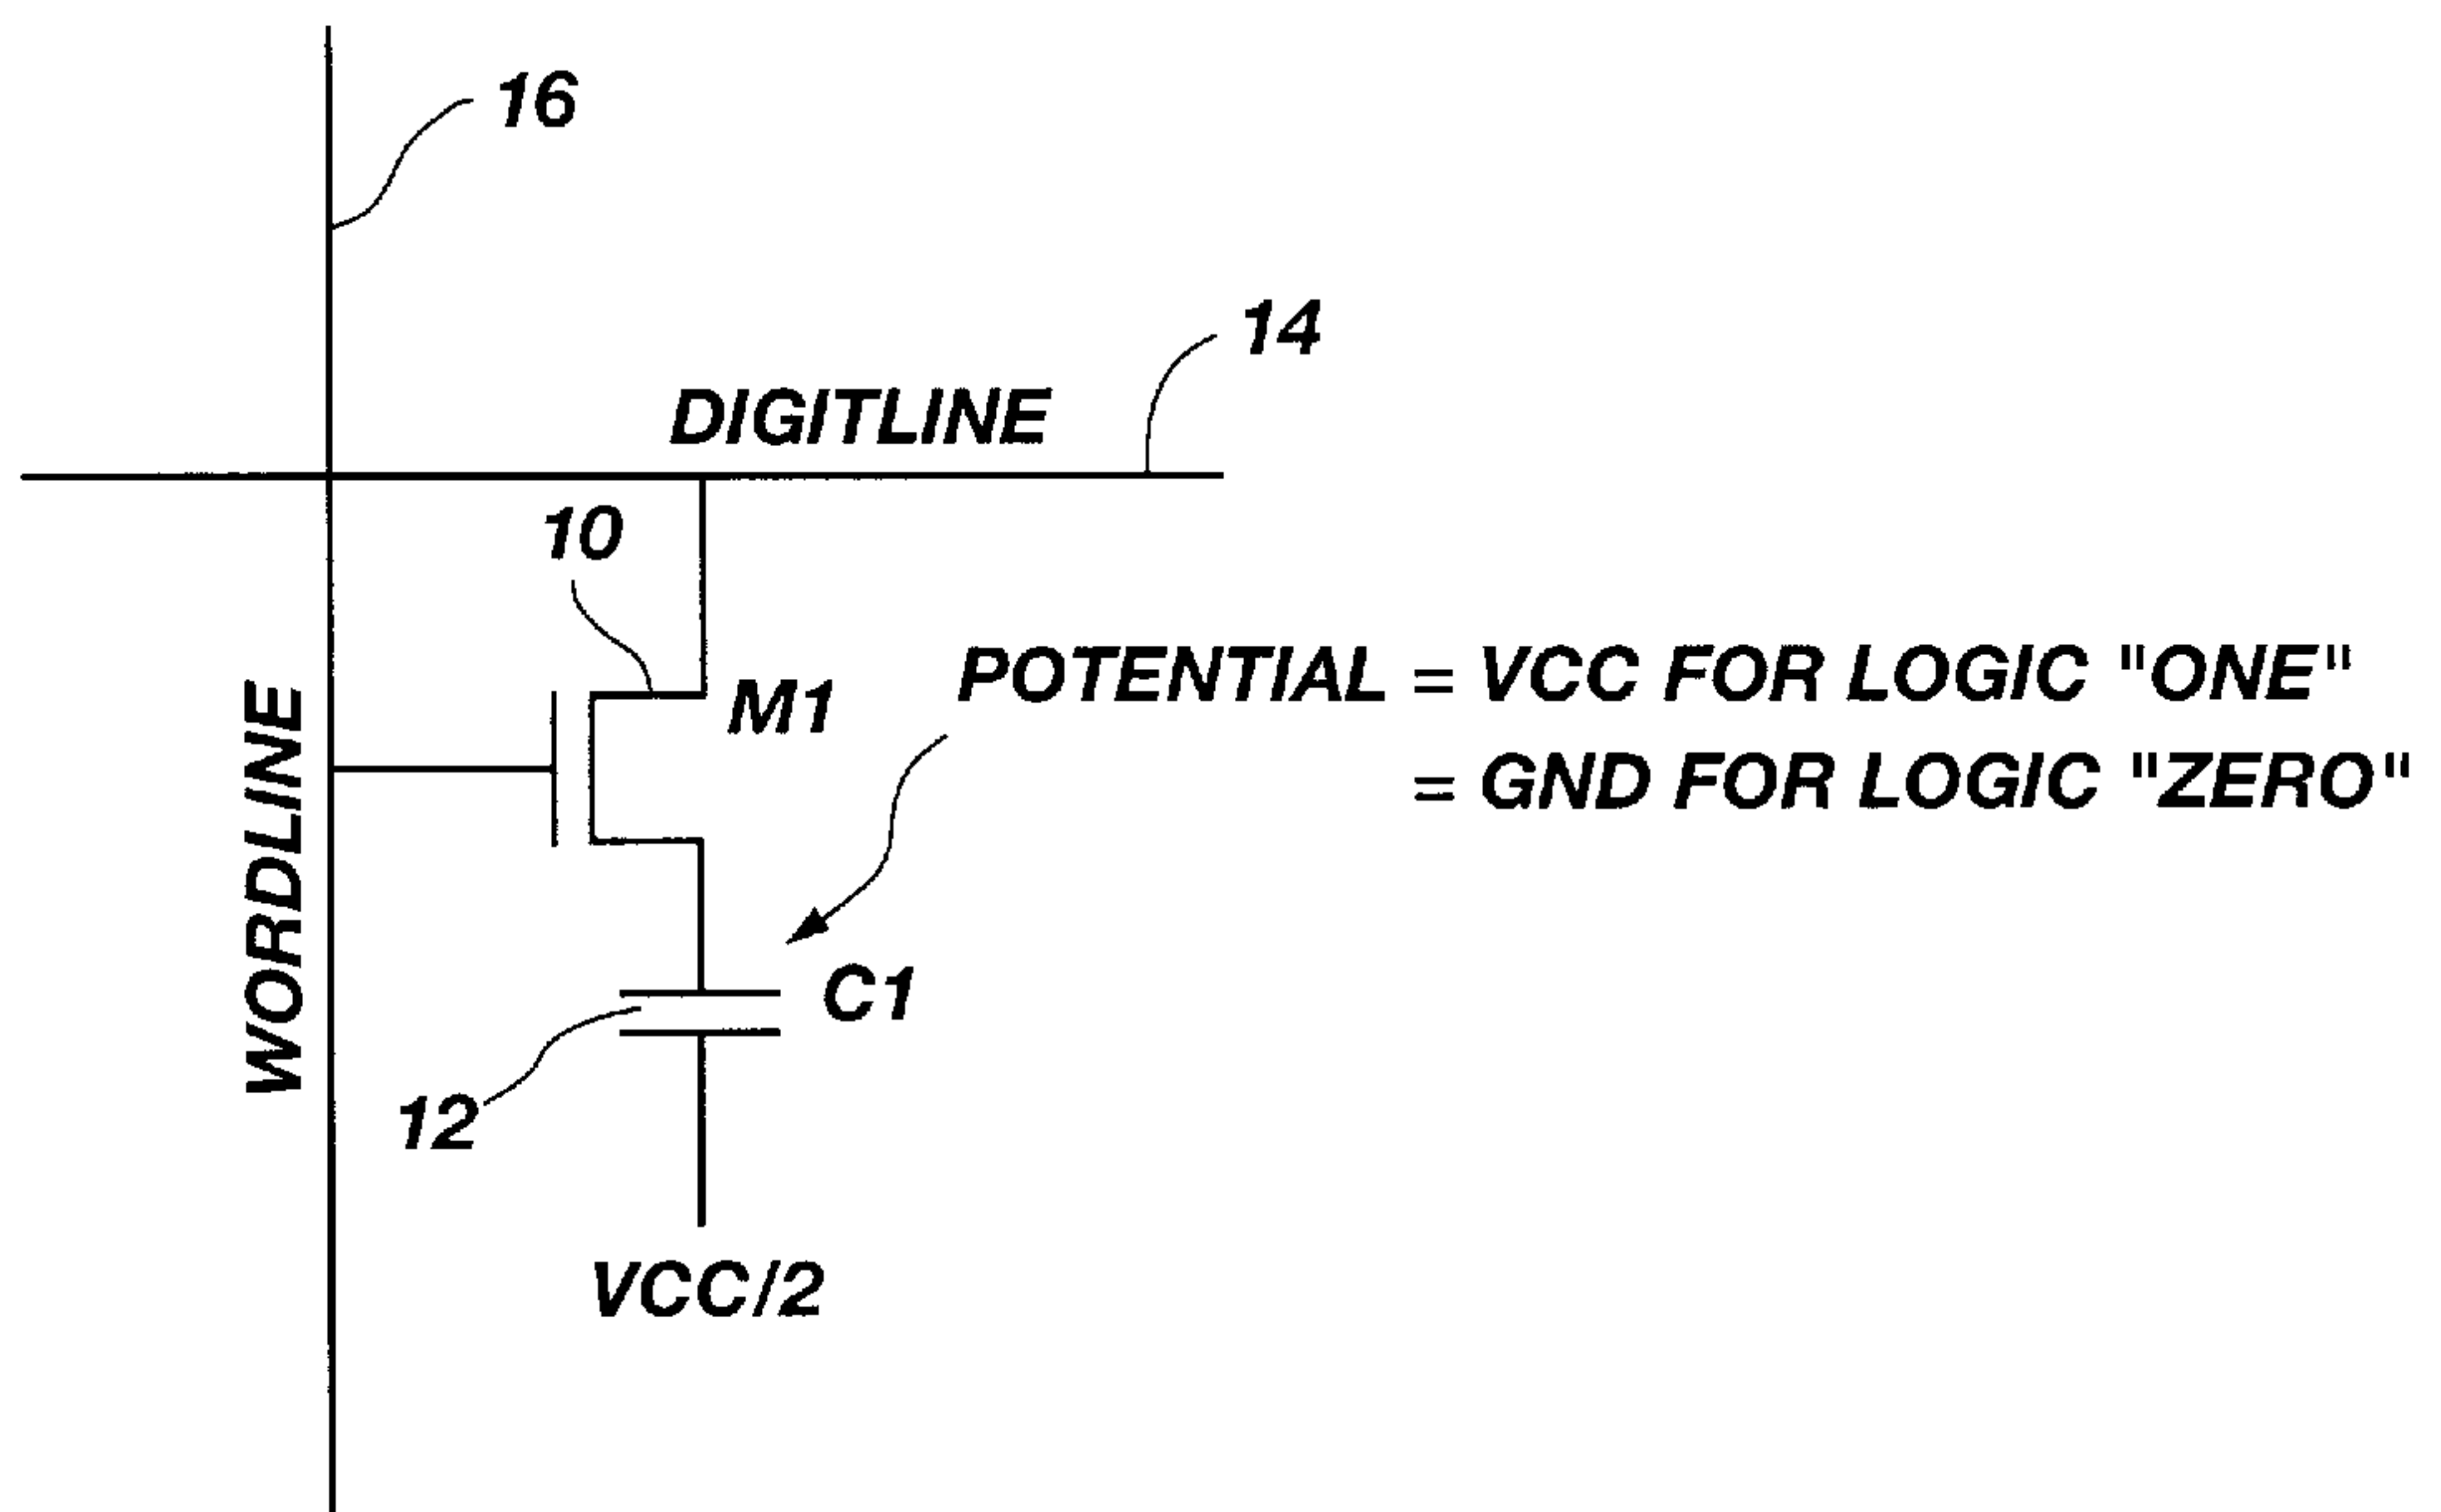 16
14
DIGITLINE
10
M1
POTENTIAL = VCC FOR LOGIC "ONE"
= GND FOR LOGIC "ZERO"
WORDLINE
C1
12
VCC/2